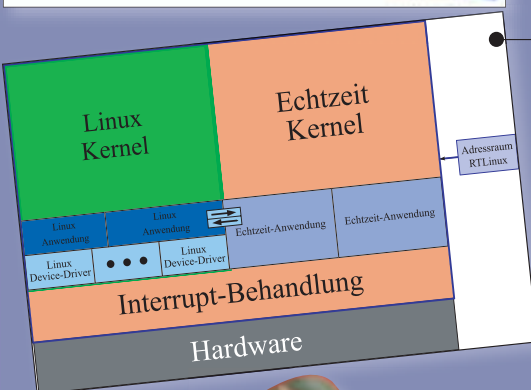 Linux
Kernel
Echtzeit
Kernel
Adressraum
RTLinux
Linux
Anwendung
Linux
Anwendung
Echtzeit-Anwendung
Echtzeit-Anwendung
Linux
Device-Driver
Linux
Device-Driver
Interrupt-Behandlung
Hardware